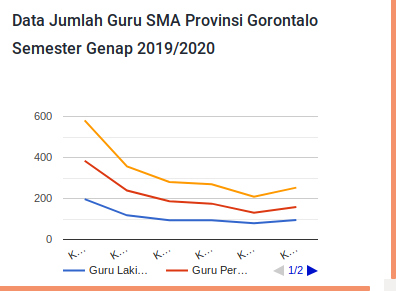 Data Jumlah Guru SMA Provinsi Gorontalo
Semester Genap 2019/2020
600
400
200
0
K... K... K... K... K... K...
Guru Laki... Guru Per... 1/2